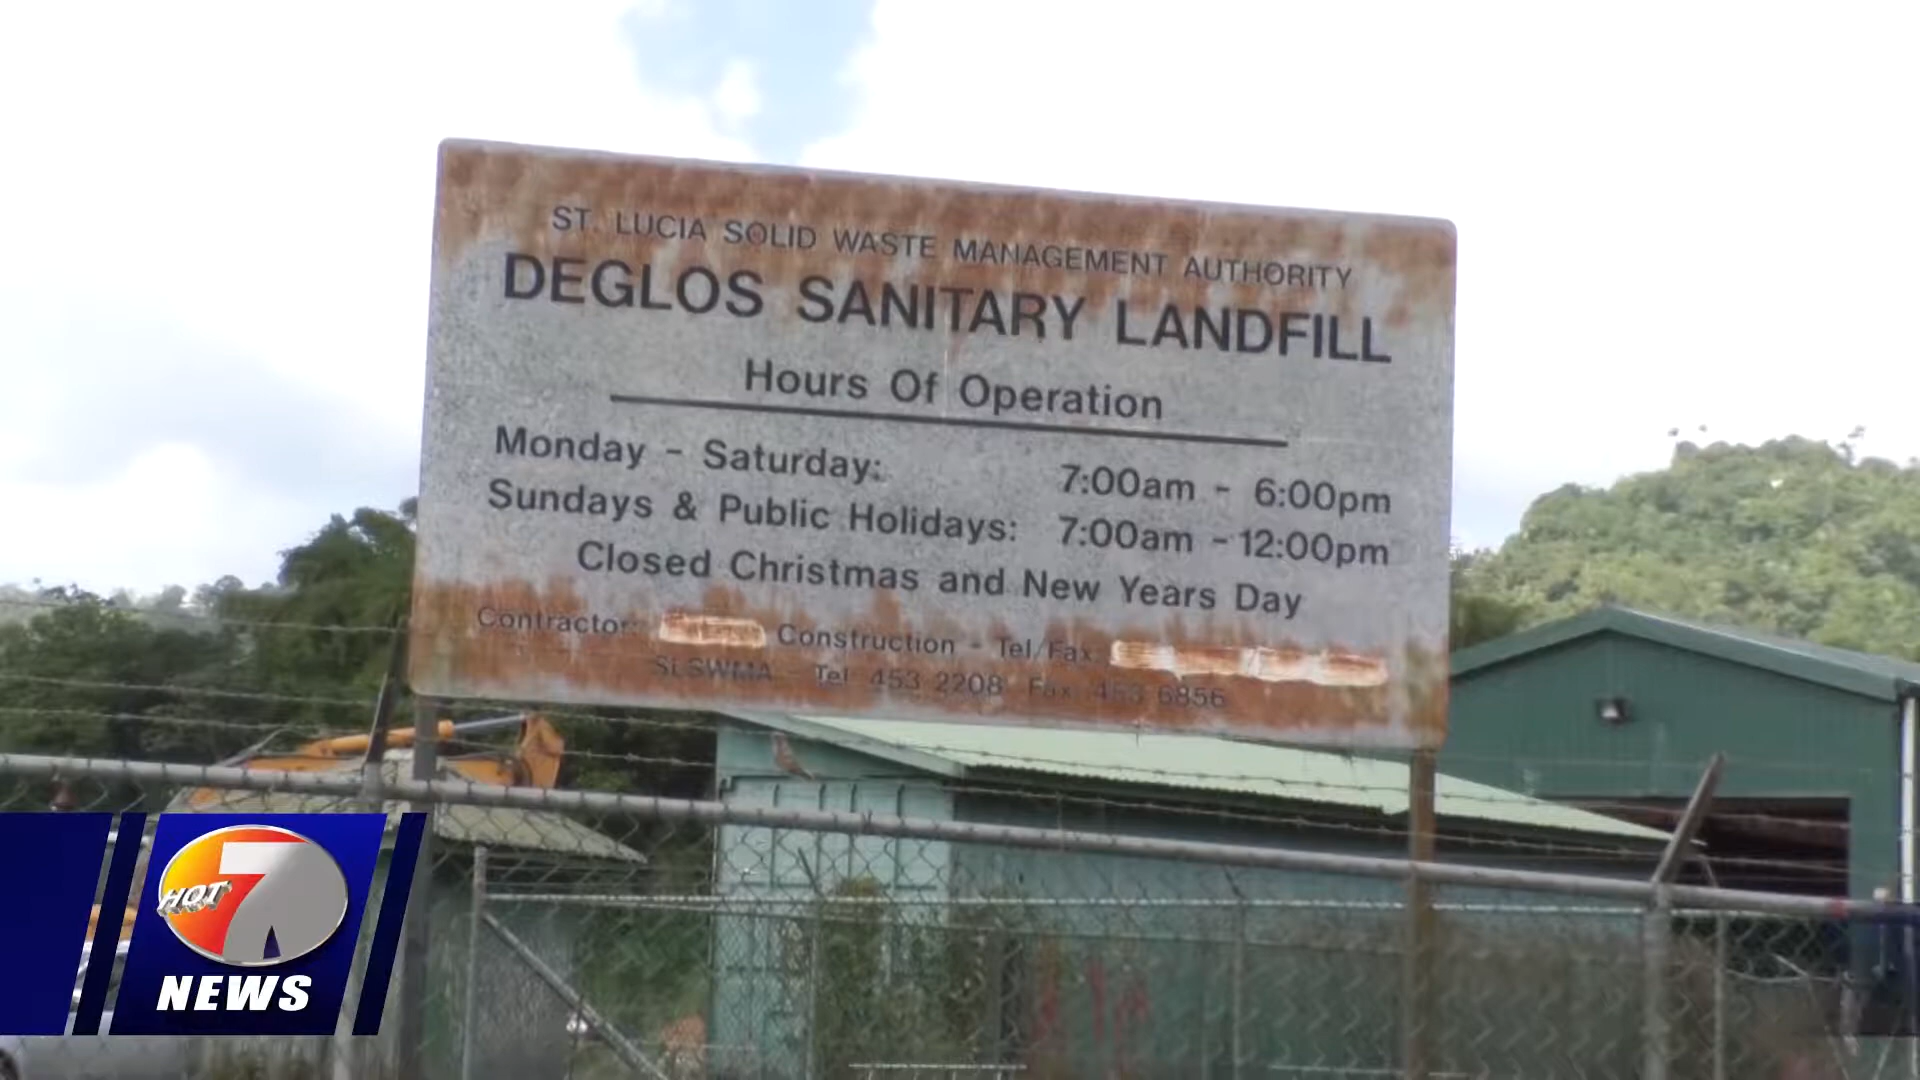 ST. LUCIA SOLID WASTE MANAGEMENT AUTHORITY
DEGLOS SANITARY LANDFILL
Hours Of Operation
Monday - Saturday: 7:00am - 6:00pm
Sundays & Public Holidays: 7:00am - 12:00pm
Closed Christmas and New Years Day
Contractor: Construction - Tel/Fax:
SLSWMA - Tel 453 2208 Fax 453 6856
HOT 7
NEWS